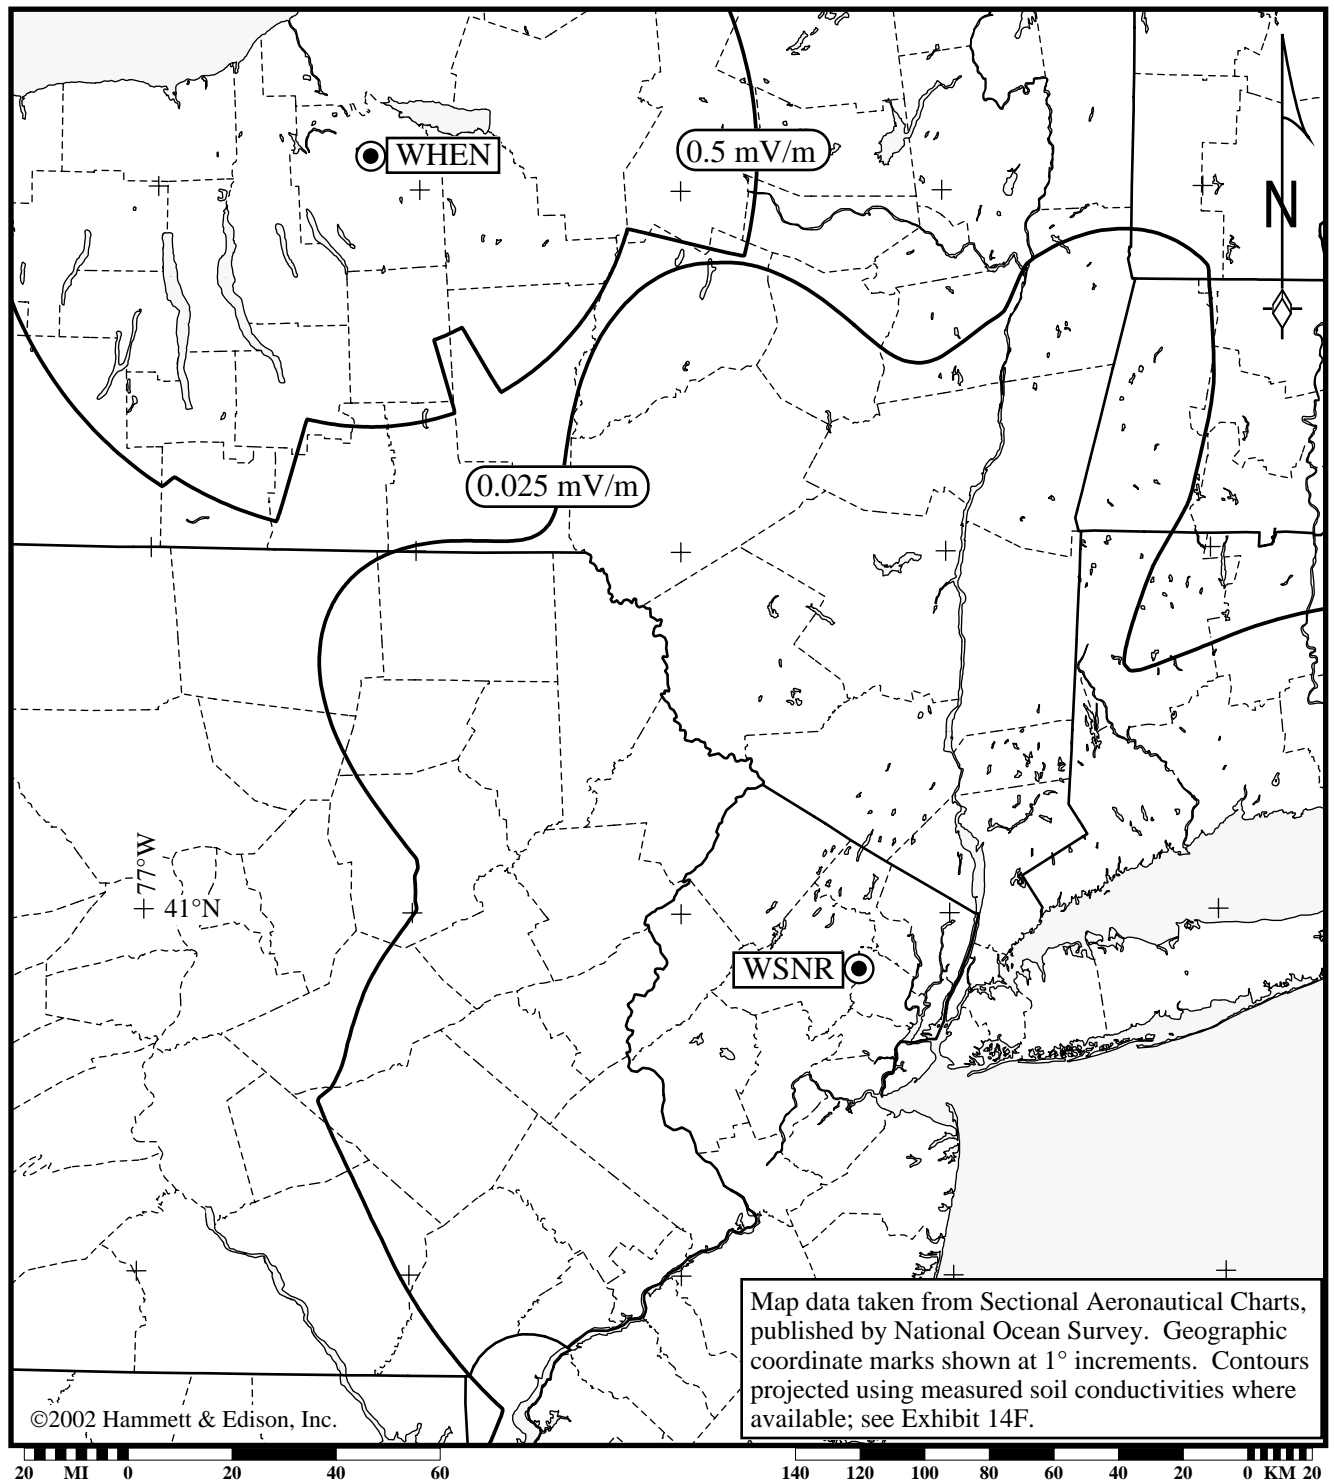 WHEN
0.5 mV/m
N
0.025 mV/m
77°W
41°N
WSNR
Map data taken from Sectional Aeronautical Charts,
published by National Ocean Survey. Geographic
coordinate marks shown at 1° increments. Contours
projected using measured soil conductivities where
available; see Exhibit 14F.
©2002 Hammett & Edison, Inc.
20 MI 0 20 40 60
140 120 100 80 60 40 20 0 KM 20